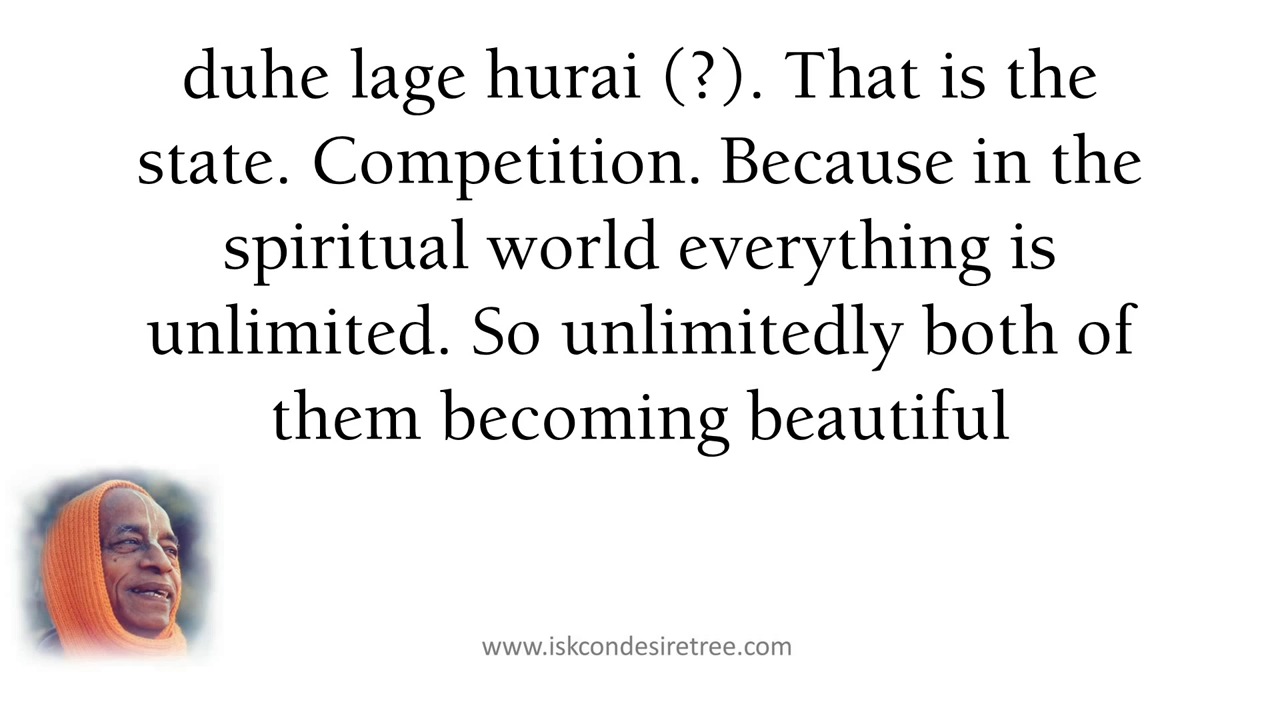 duhe lage hurai (?). That is the
state. Competition. Because in the
spiritual world everything is
unlimited. So unlimitedly both of
them becoming beautiful
www.iskcondesiretree.com